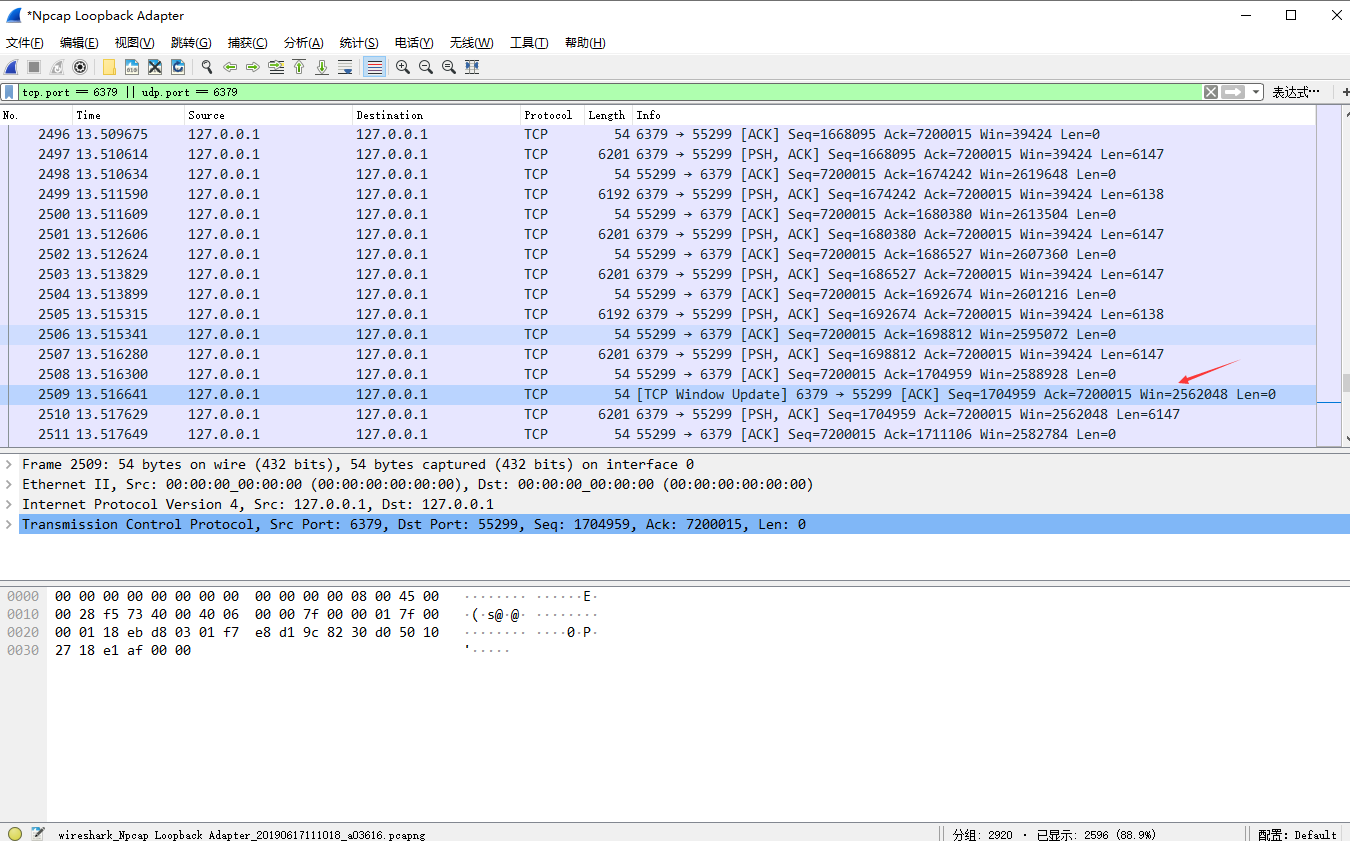 *Npcap Loopback Adapter
文件(F) 编辑(E) 视图(V) 跳转(G) 捕获(C) 分析(A) 统计(S) 电话(Y) 无线(W) 工具(T) 帮助(H)
tcp.port == 6379 || udp.port == 6379 表达式… +
No. Time Source Destination Protocol Length Info
2496 13.509675 127.0.0.1 127.0.0.1 TCP 54 6379 → 55299 [ACK] Seq=1668095 Ack=7200015 Win=39424 Len=0
2497 13.510614 127.0.0.1 127.0.0.1 TCP 6201 6379 → 55299 [PSH, ACK] Seq=1668095 Ack=7200015 Win=39424 Len=6147
2498 13.510634 127.0.0.1 127.0.0.1 TCP 54 55299 → 6379 [ACK] Seq=7200015 Ack=1674242 Win=2619648 Len=0
2499 13.511590 127.0.0.1 127.0.0.1 TCP 6192 6379 → 55299 [PSH, ACK] Seq=1674242 Ack=7200015 Win=39424 Len=6138
2500 13.511609 127.0.0.1 127.0.0.1 TCP 54 55299 → 6379 [ACK] Seq=7200015 Ack=1680380 Win=2613504 Len=0
2501 13.512606 127.0.0.1 127.0.0.1 TCP 6201 6379 → 55299 [PSH, ACK] Seq=1680380 Ack=7200015 Win=39424 Len=6147
2502 13.512624 127.0.0.1 127.0.0.1 TCP 54 55299 → 6379 [ACK] Seq=7200015 Ack=1686527 Win=2607360 Len=0
2503 13.513829 127.0.0.1 127.0.0.1 TCP 6201 6379 → 55299 [PSH, ACK] Seq=1686527 Ack=7200015 Win=39424 Len=6147
2504 13.513899 127.0.0.1 127.0.0.1 TCP 54 55299 → 6379 [ACK] Seq=7200015 Ack=1692674 Win=2601216 Len=0
2505 13.515315 127.0.0.1 127.0.0.1 TCP 6192 6379 → 55299 [PSH, ACK] Seq=1692674 Ack=7200015 Win=39424 Len=6138
2506 13.515341 127.0.0.1 127.0.0.1 TCP 54 55299 → 6379 [ACK] Seq=7200015 Ack=1698812 Win=2595072 Len=0
2507 13.516280 127.0.0.1 127.0.0.1 TCP 6201 6379 → 55299 [PSH, ACK] Seq=1698812 Ack=7200015 Win=39424 Len=6147
2508 13.516300 127.0.0.1 127.0.0.1 TCP 54 55299 → 6379 [ACK] Seq=7200015 Ack=1704959 Win=2588928 Len=0
2509 13.516641 127.0.0.1 127.0.0.1 TCP 54 [TCP Window Update] 6379 → 55299 [ACK] Seq=1704959 Ack=7200015 Win=2562048 Len=0
2510 13.517629 127.0.0.1 127.0.0.1 TCP 6201 6379 → 55299 [PSH, ACK] Seq=1704959 Ack=7200015 Win=2562048 Len=6147
2511 13.517649 127.0.0.1 127.0.0.1 TCP 54 55299 → 6379 [ACK] Seq=7200015 Ack=1711106 Win=2582784 Len=0
Frame 2509: 54 bytes on wire (432 bits), 54 bytes captured (432 bits) on interface 0
Ethernet II, Src: 00:00:00_00:00:00 (00:00:00:00:00:00), Dst: 00:00:00_00:00:00 (00:00:00:00:00:00)
Internet Protocol Version 4, Src: 127.0.0.1, Dst: 127.0.0.1
Transmission Control Protocol, Src Port: 6379, Dst Port: 55299, Seq: 1704959, Ack: 7200015, Len: 0
0000 00 00 00 00 00 00 00 00 00 00 00 00 08 00 45 00 ········ ······E·
0010 00 28 f5 73 40 00 40 06 00 00 7f 00 00 01 7f 00 ·(·s@·@· ········
0020 00 01 18 eb d8 03 01 f7 e8 d1 9c 82 30 d0 50 10 ········ ····0·P·
0030 27 18 e1 af 00 00 '·····
wireshark_Npcap Loopback Adapter_20190617111018_a03616.pcapng 分组: 2920 · 已显示: 2596 (88.9%) 配置: Default